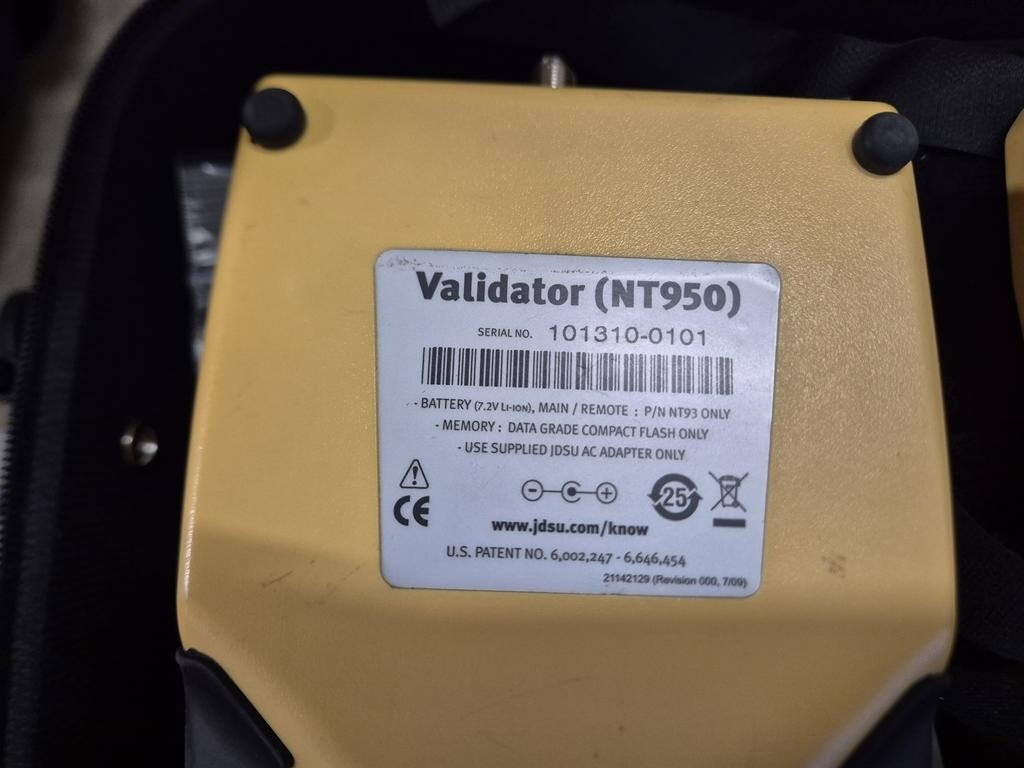 Validator (NT950)
SERIAL NO. 101310-0101
- BATTERY (7.2V LI-ION), MAIN / REMOTE : P/N NT93 ONLY
- MEMORY : DATA GRADE COMPACT FLASH ONLY
- USE SUPPLIED JDSU AC ADAPTER ONLY
CE
25
www.jdsu.com/know
U.S. PATENT NO. 6,002,247 - 6,646,454
21142129 (Revision 000, 7/09)